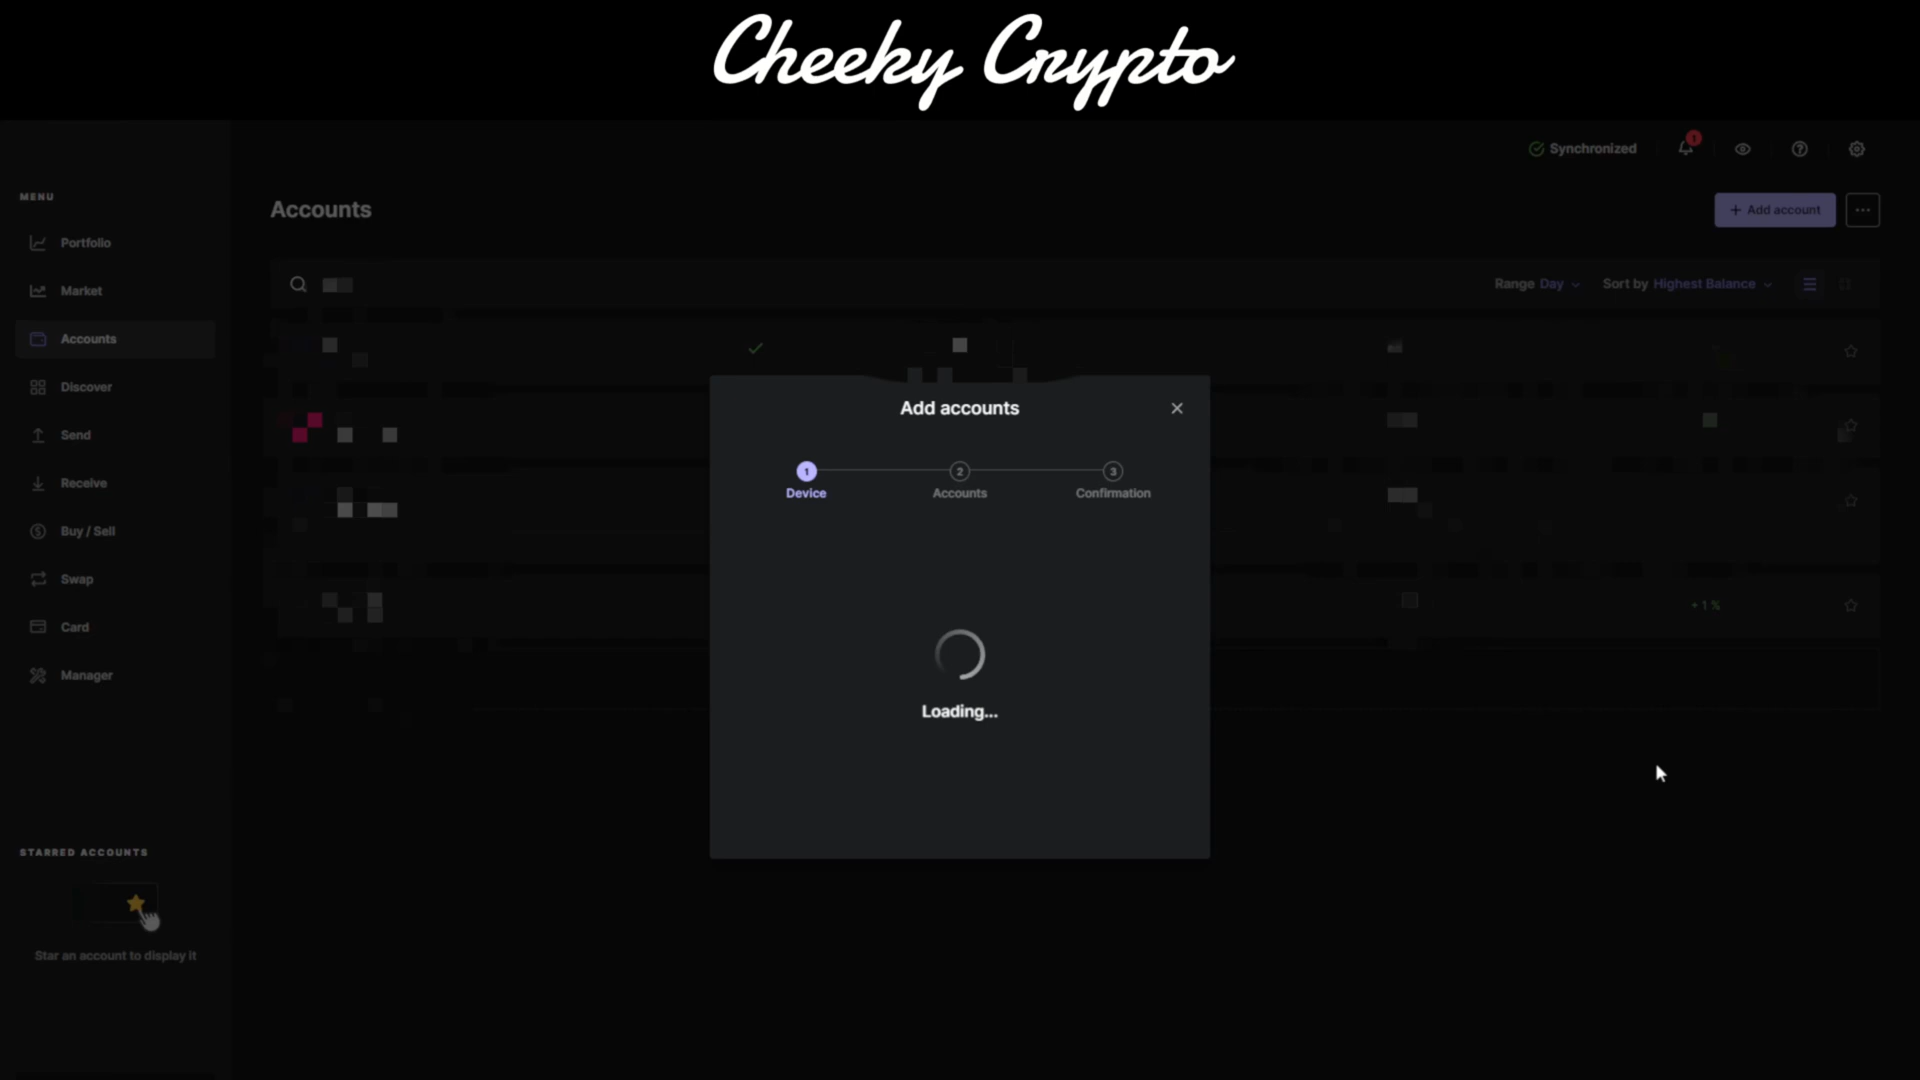 Cheeky Crypto
Synchronized
1
MENU
Accounts
+ Add account
...
Portfolio
Market
Range Day
Sort by Highest Balance
Accounts
Discover
Add accounts
Send
1
2
3
Device
Accounts
Confirmation
Receive
Buy / Sell
Swap
+ 1 %
Card
Manager
Loading...
STARRED ACCOUNTS
Star an account to display it